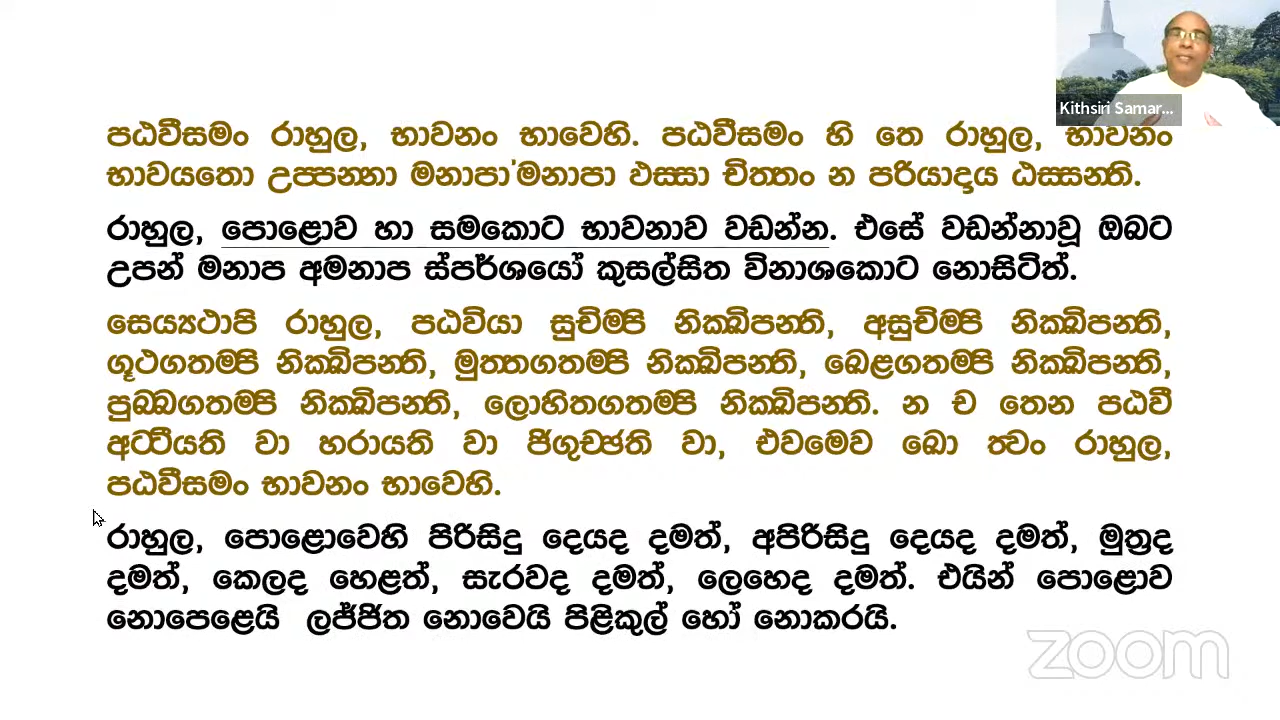 Kithsiri Samar...
පඨවීසමං රාහුල, භාවනං භාවෙහි. පඨවීසමං හි තෙ රාහුල, භාවනං
භාවයතො උප්පන්නා මනාපා'මනාපා ඵස්සා චිත්තං න පරියාදාය ඨස්සන්ති.
රාහුල, පොළොව හා සමකොට භාවනාව වඩන්න. එසේ වඩන්නාවූ ඔබට
උපන් මනාප අමනාප ස්පර්ශයෝ කුසල්සිත විනාශකොට නොසිටිත්.
සෙය්‍යථාපි රාහුල, පඨවියා සුචිම්පි නික්ඛිපන්ති, අසුචිම්පි නික්ඛිපන්ති,
ගූථගතම්පි නික්ඛිපන්ති, මුත්තගතම්පි නික්ඛිපන්ති, ඛෙළගතම්පි නික්ඛිපන්ති,
පුබ්බගතම්පි නික්ඛිපන්ති, ලොහිතගතම්පි නික්ඛිපන්ති. න ච තෙන පඨවී
අට්ටීයති වා හරායති වා ජිගුච්ඡති වා, එවමෙව ඛො ත්වං රාහුල,
පඨවීසමං භාවනං භාවෙහි.
රාහුල, පොළොවෙහි පිරිසිදු දෙයද දමත්, අපිරිසිදු දෙයද දමත්, මුත්‍රද
දමත්, කෙලද හෙළත්, සැරවද දමත්, ලෙහෙද දමත්. එයින් පොළොව
නොපෙළෙයි ලජ්ජිත නොවෙයි පිළිකුල් හෝ නොකරයි.
zoom